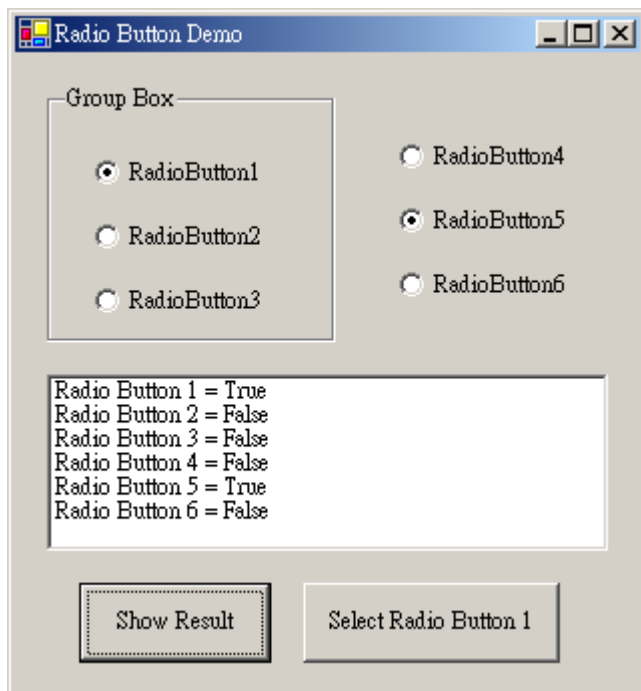 Radio Button Demo
Group Box
RadioButton1
RadioButton2
RadioButton3
RadioButton4
RadioButton5
RadioButton6
Radio Button 1 = True
Radio Button 2 = False
Radio Button 3 = False
Radio Button 4 = False
Radio Button 5 = True
Radio Button 6 = False
Show Result
Select Radio Button 1